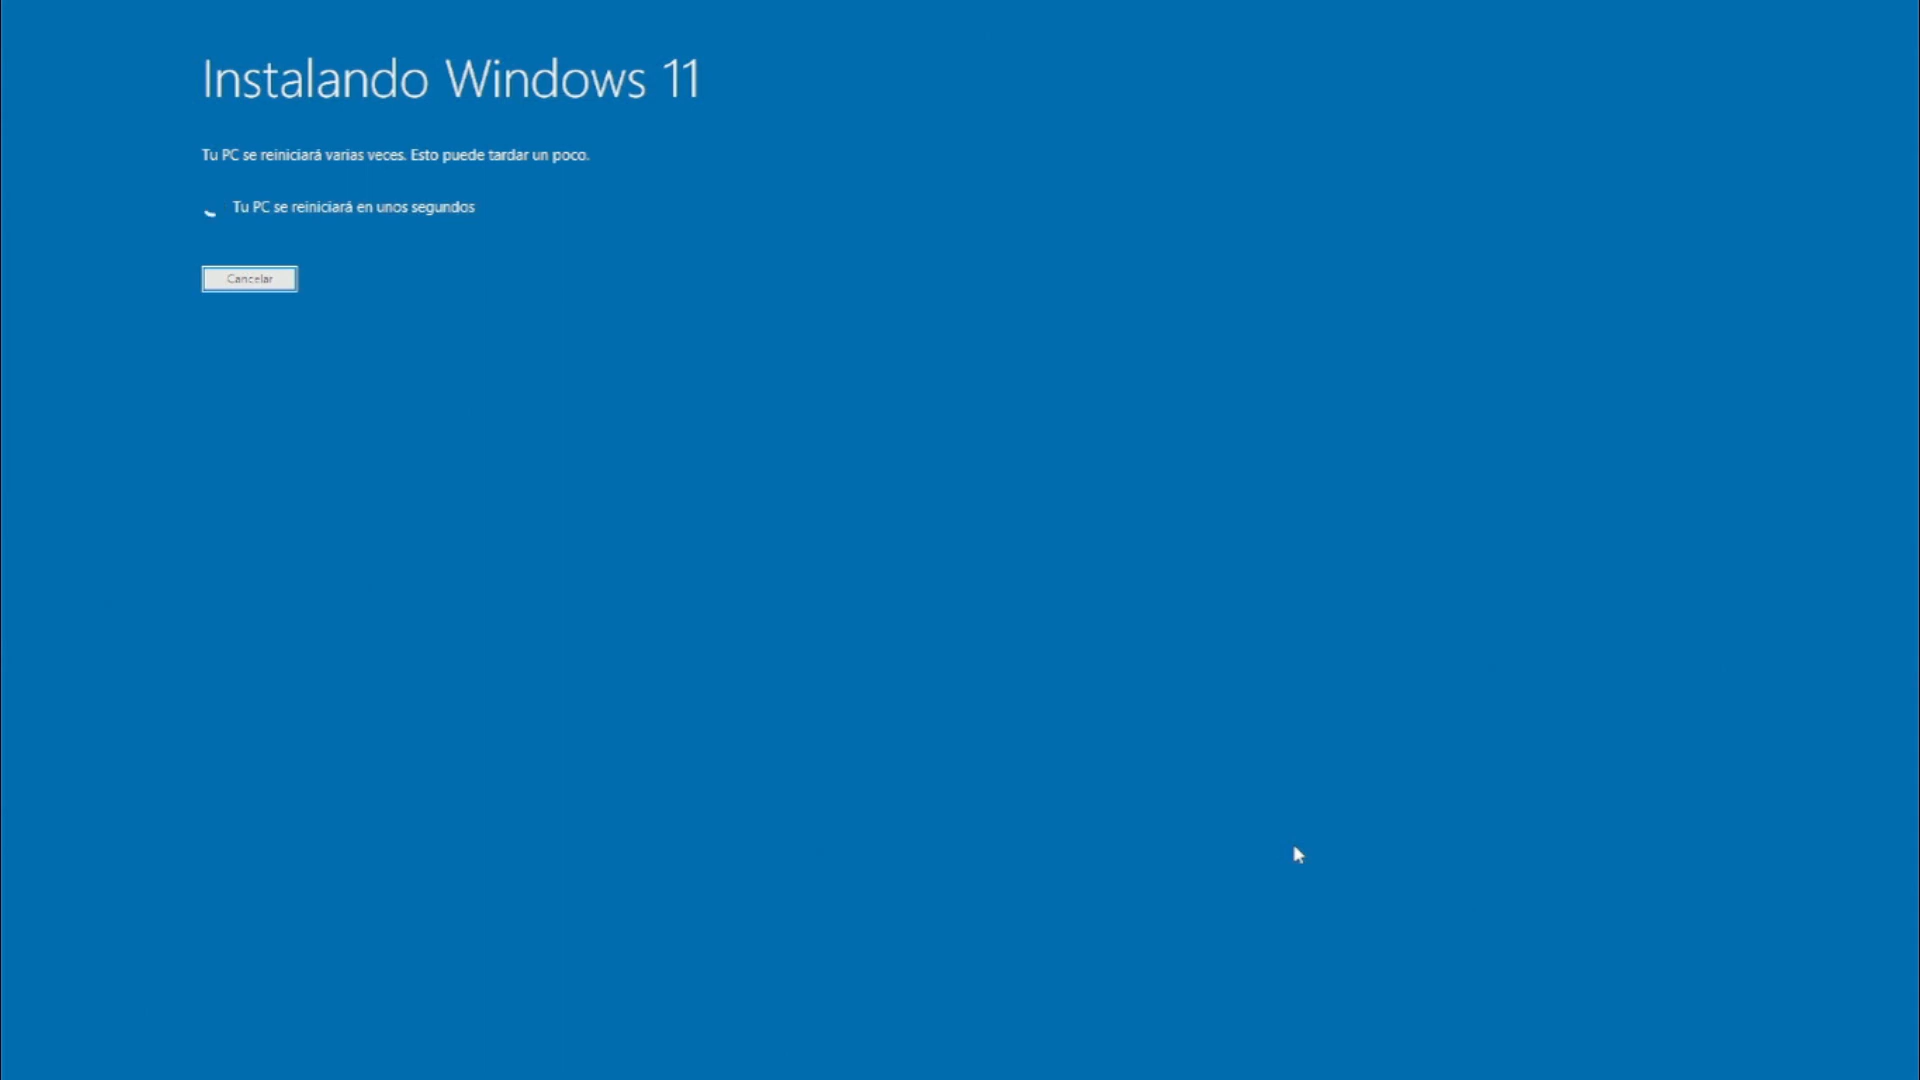 Instalando Windows 11
Tu PC se reiniciará varias veces. Esto puede tardar un poco.
Tu PC se reiniciará en unos segundos
Cancelar